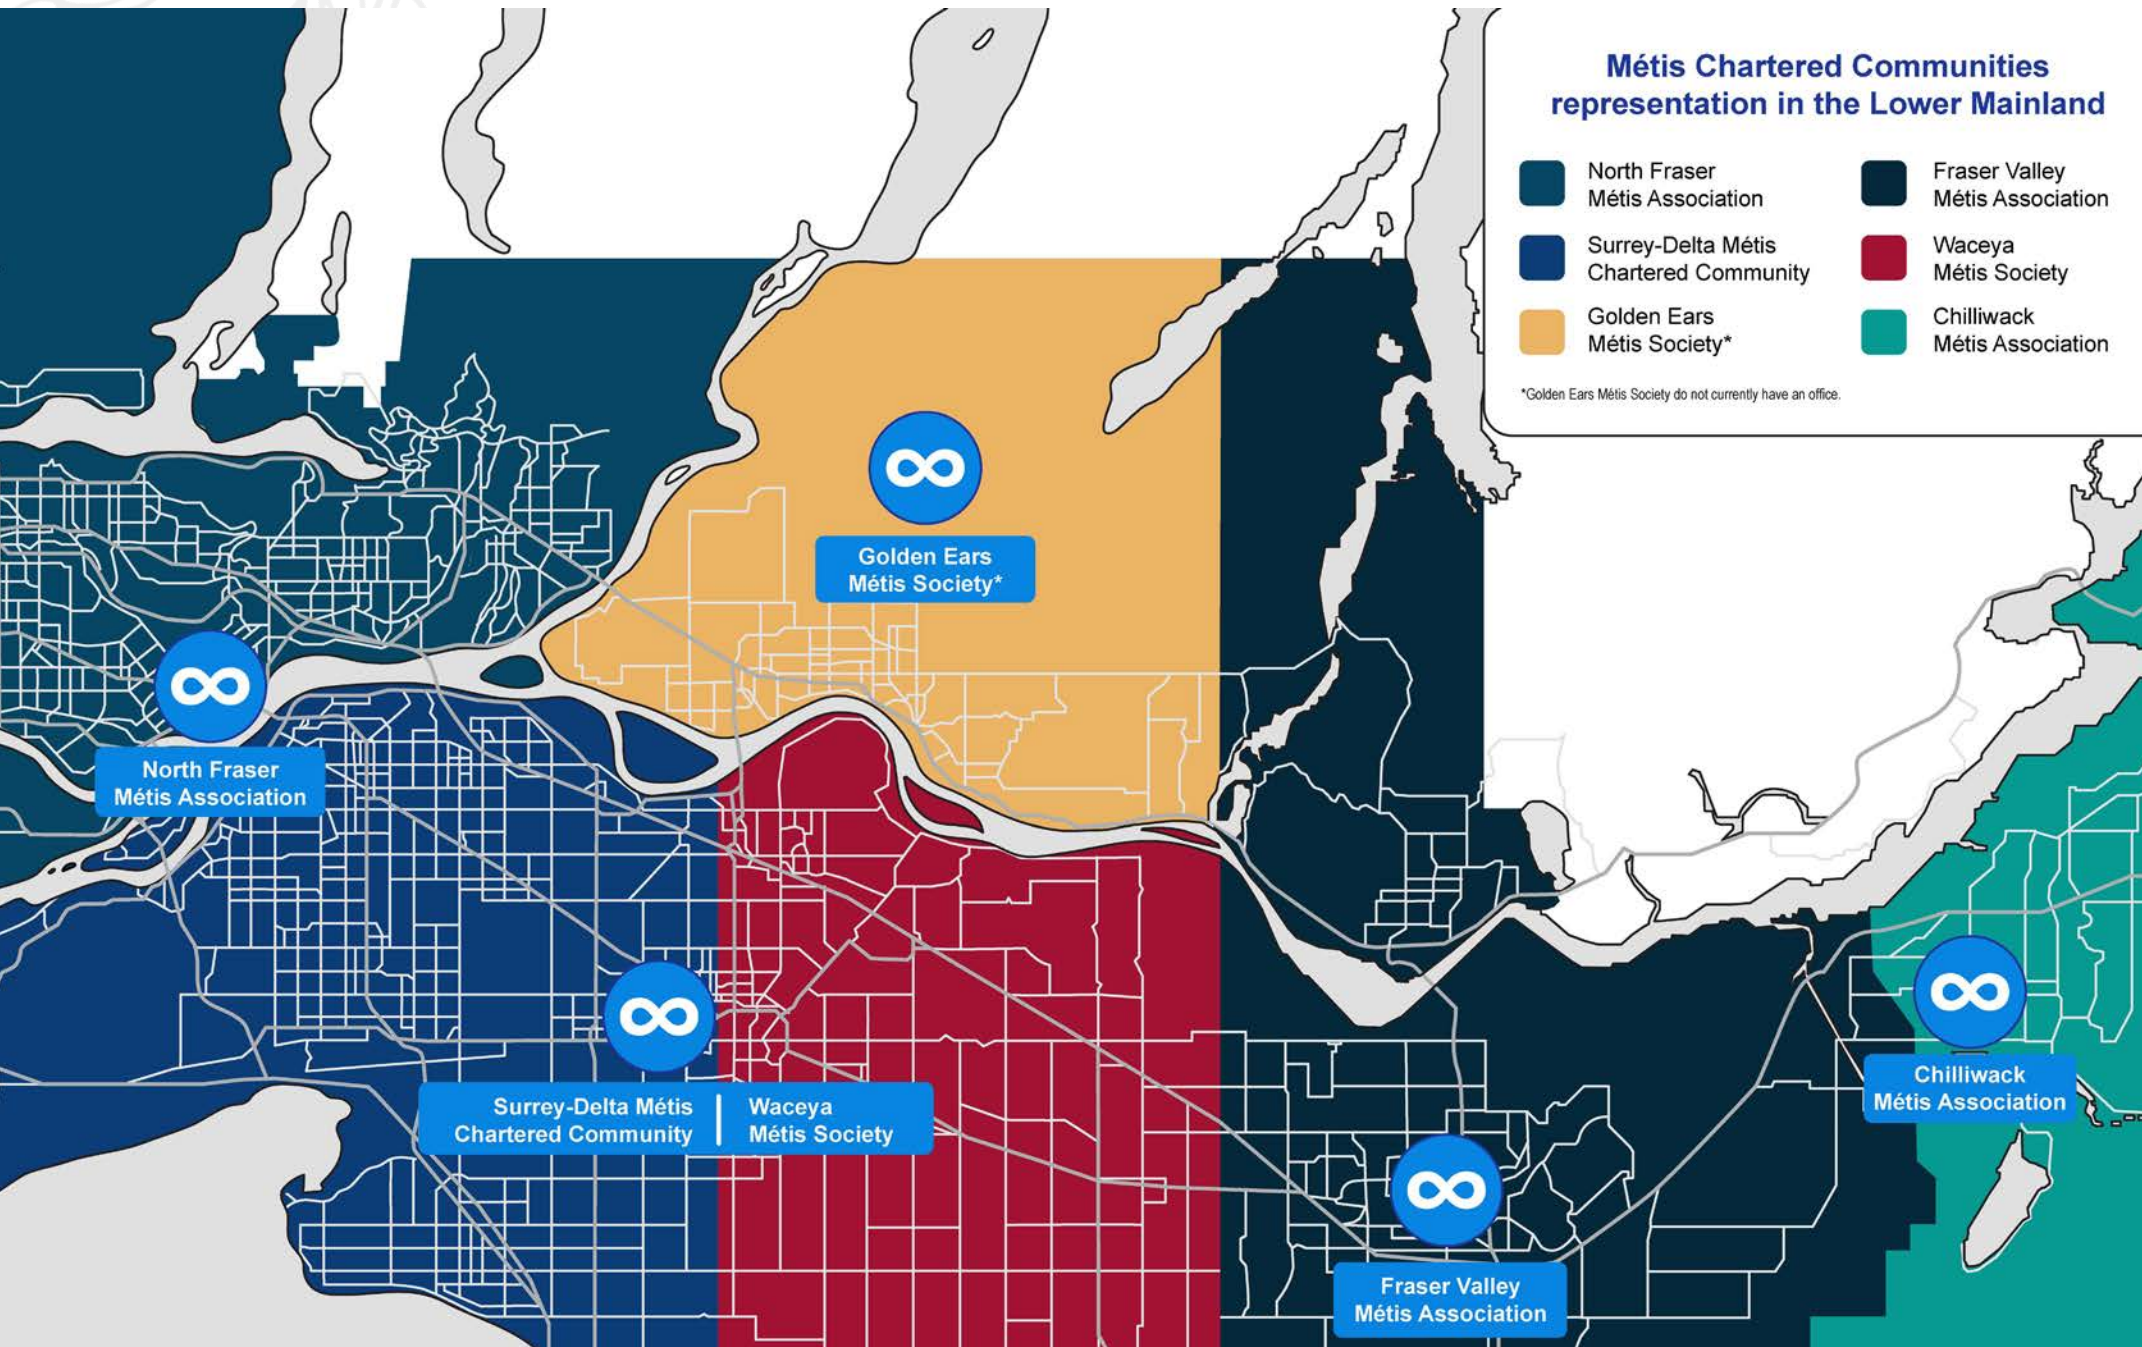 Métis Chartered Communities
representation in the Lower Mainland
North Fraser
Métis Association
Surrey-Delta Métis
Chartered Community
Golden Ears
Métis Society*
Fraser Valley
Métis Association
Waceya
Métis Society
Chilliwack
Métis Association
*Golden Ears Métis Society do not currently have an office.
Golden Ears
Métis Society*
North Fraser
Métis Association
Surrey-Delta Métis
Chartered Community
Waceya
Métis Society
Chilliwack
Métis Association
Fraser Valley
Métis Association